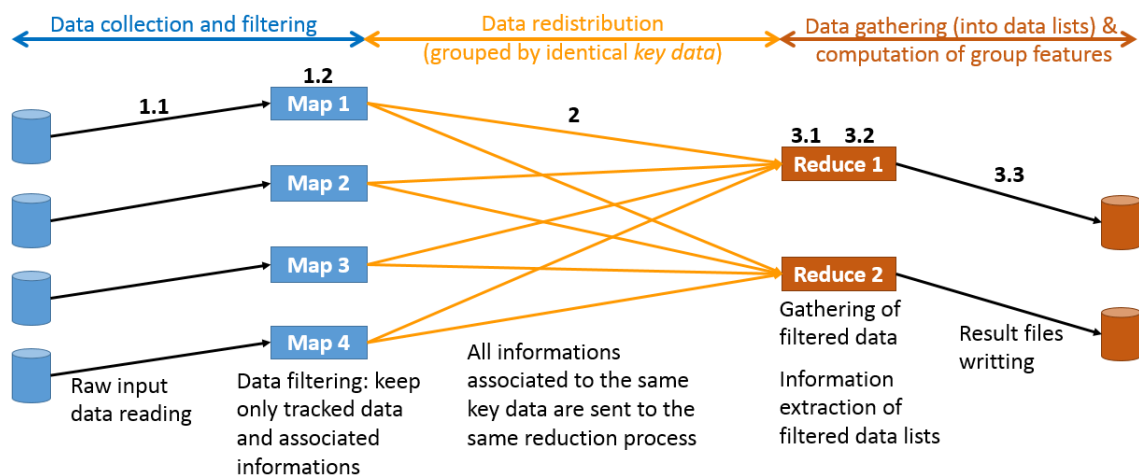 Data collection and filtering
Data redistribution
(grouped by identical key data)
Data gathering (into data lists) &
computation of group features
1.1
1.2
Map 1
Map 2
Map 3
Map 4
2
3.1 3.2
Reduce 1
Reduce 2
3.3
Raw input
data reading
Data filtering: keep
only tracked data
and associated
informations
All informations
associated to the same
key data are sent to the
same reduction process
Gathering of
filtered data
Information
extraction of
filtered data lists
Result files
writting